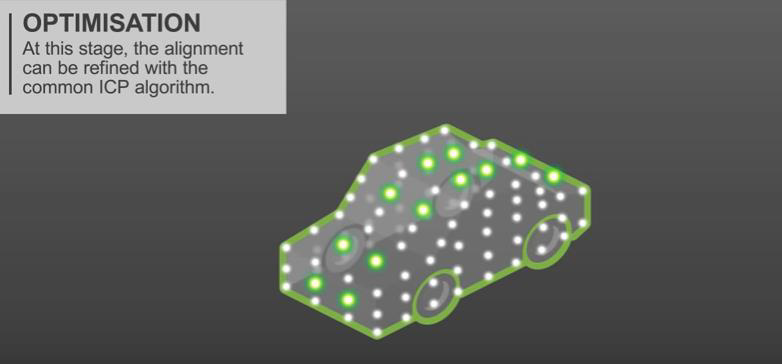 OPTIMISATION
At this stage, the alignment
can be refined with the
common ICP algorithm.